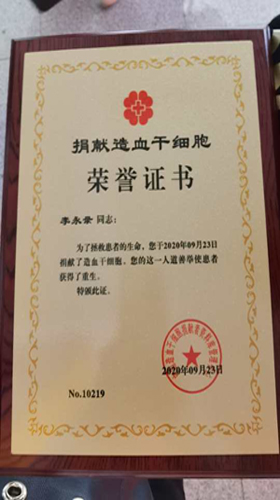 捐献造血干细胞
荣誉证书
李永景 同志:
为了拯救患者的生命，您于2020年09月23日
捐献了造血干细胞。您的这一人道善举使患者
获得了重生。
特颁此证。
2020年09月23日
No.10219